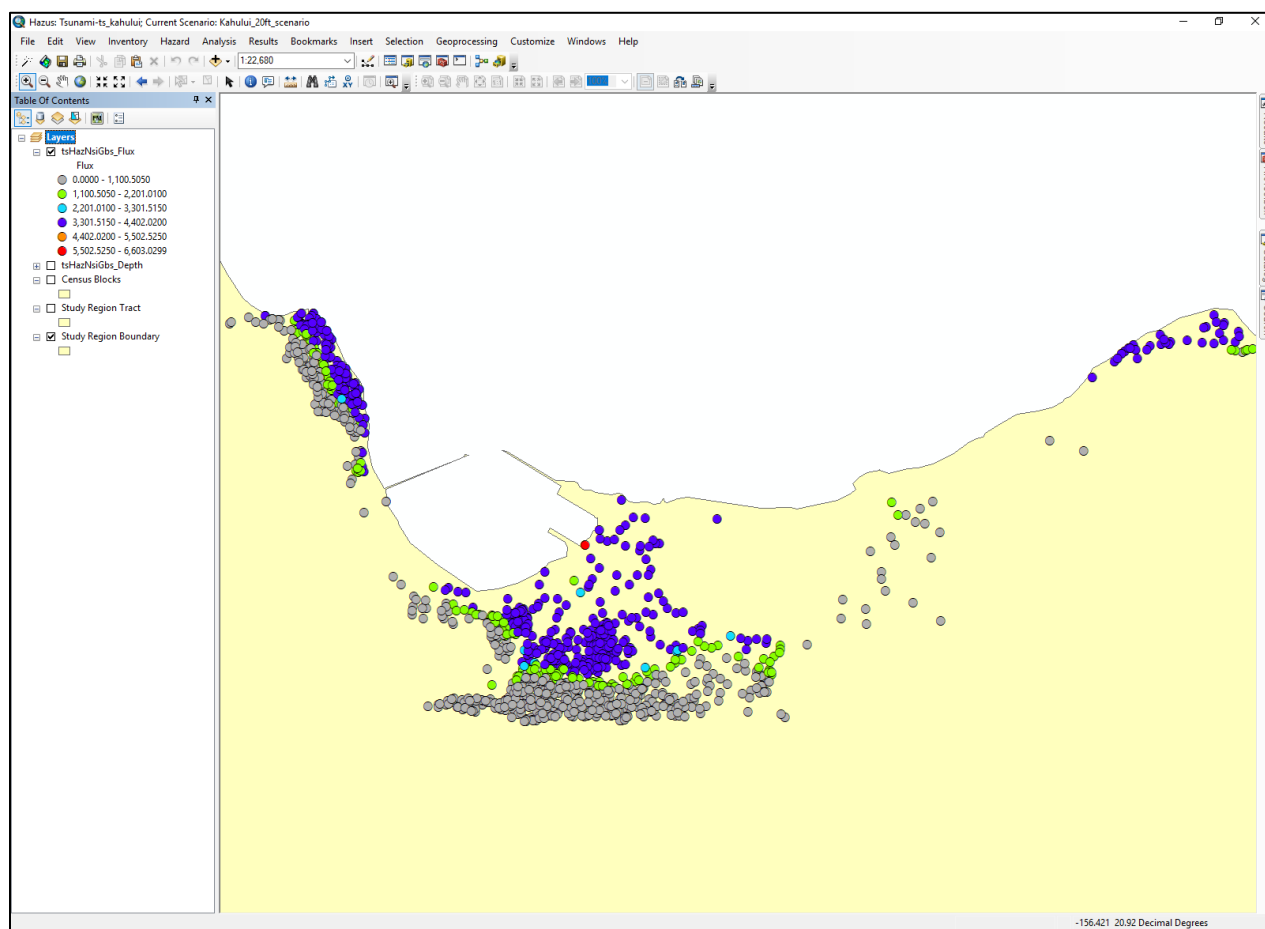 Hazus: Tsunami-ts_kahului; Current Scenario: Kahului_20ft_scenario
File Edit View Inventory Hazard Analysis Results Bookmarks Insert Selection Geoprocessing Customize Windows Help
1:22,680
Table Of Contents
Layers
tsHazNsiGbs_Flux
Flux
0.0000 - 1,100.5050
1,100.5050 - 2,201.0100
2,201.0100 - 3,301.5150
3,301.5150 - 4,402.0200
4,402.0200 - 5,502.5250
5,502.5250 - 6,603.0299
tsHazNsiGbs_Depth
Census Blocks
Study Region Tract
Study Region Boundary
-156.421 20.92 Decimal Degrees